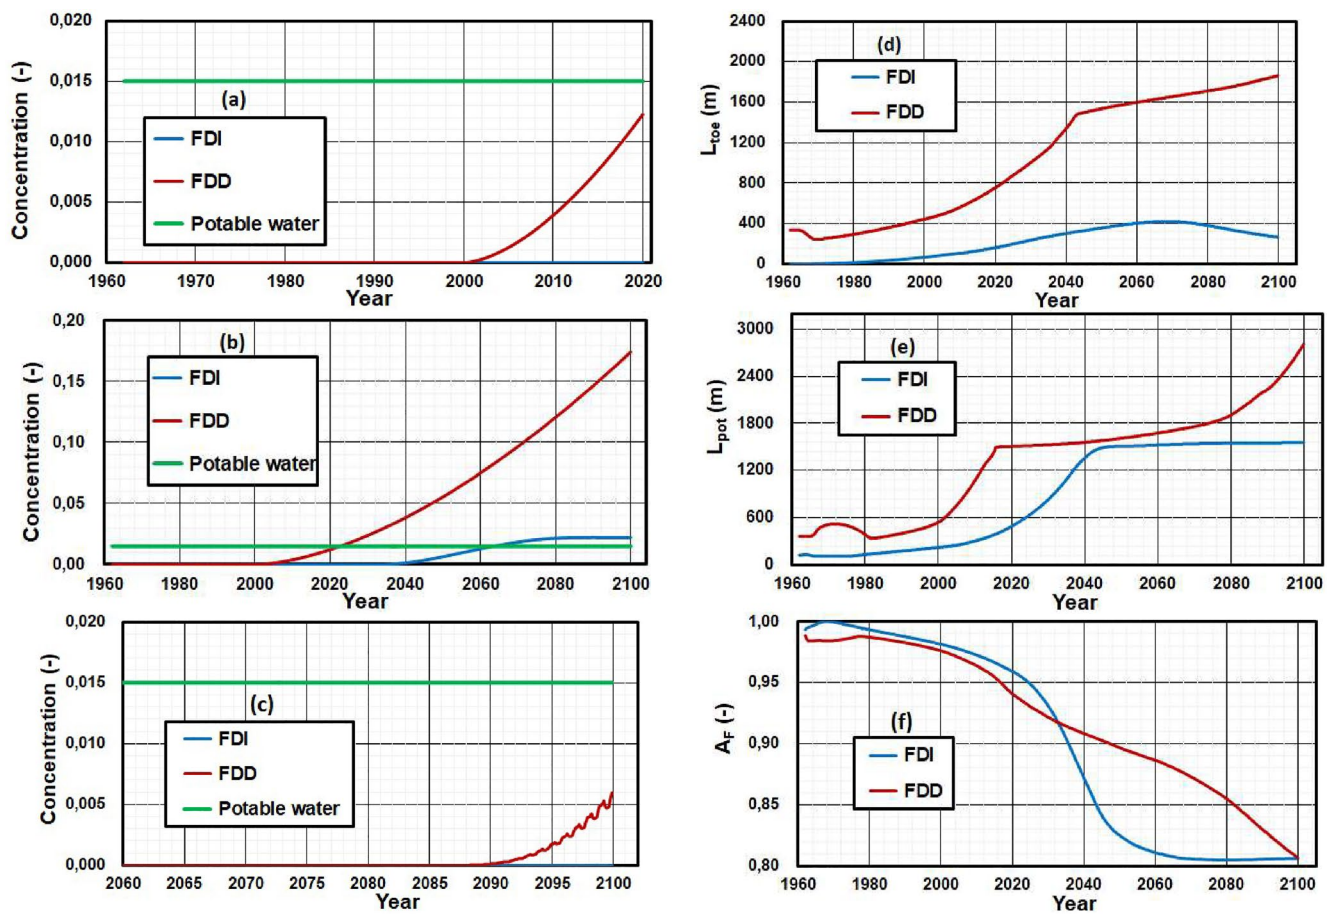 0,020
0,015
0,010
0,005
0,000
Concentration (-)
(a)
FDI
FDD
Potable water
1960 1970 1980 1990 2000 2010 2020
Year
2400
2000
1600
1200
800
400
0
Ltoe (m)
(d)
FDI
FDD
1960 1980 2000 2020 2040 2060 2080 2100
Year
0,20
0,15
0,10
0,05
0,00
Concentration (-)
(b)
FDI
FDD
Potable water
1960 1980 2000 2020 2040 2060 2080 2100
Year
3000
2400
1800
1200
600
0
Lpot (m)
(e)
FDI
FDD
1960 1980 2000 2020 2040 2060 2080 2100
Year
0,020
0,015
0,010
0,005
0,000
Concentration (-)
(c)
FDI
FDD
Potable water
2060 2065 2070 2075 2080 2085 2090 2095 2100
Year
1,00
0,95
0,90
0,85
0,80
AF (-)
(f)
FDI
FDD
1960 1980 2000 2020 2040 2060 2080 2100
Year